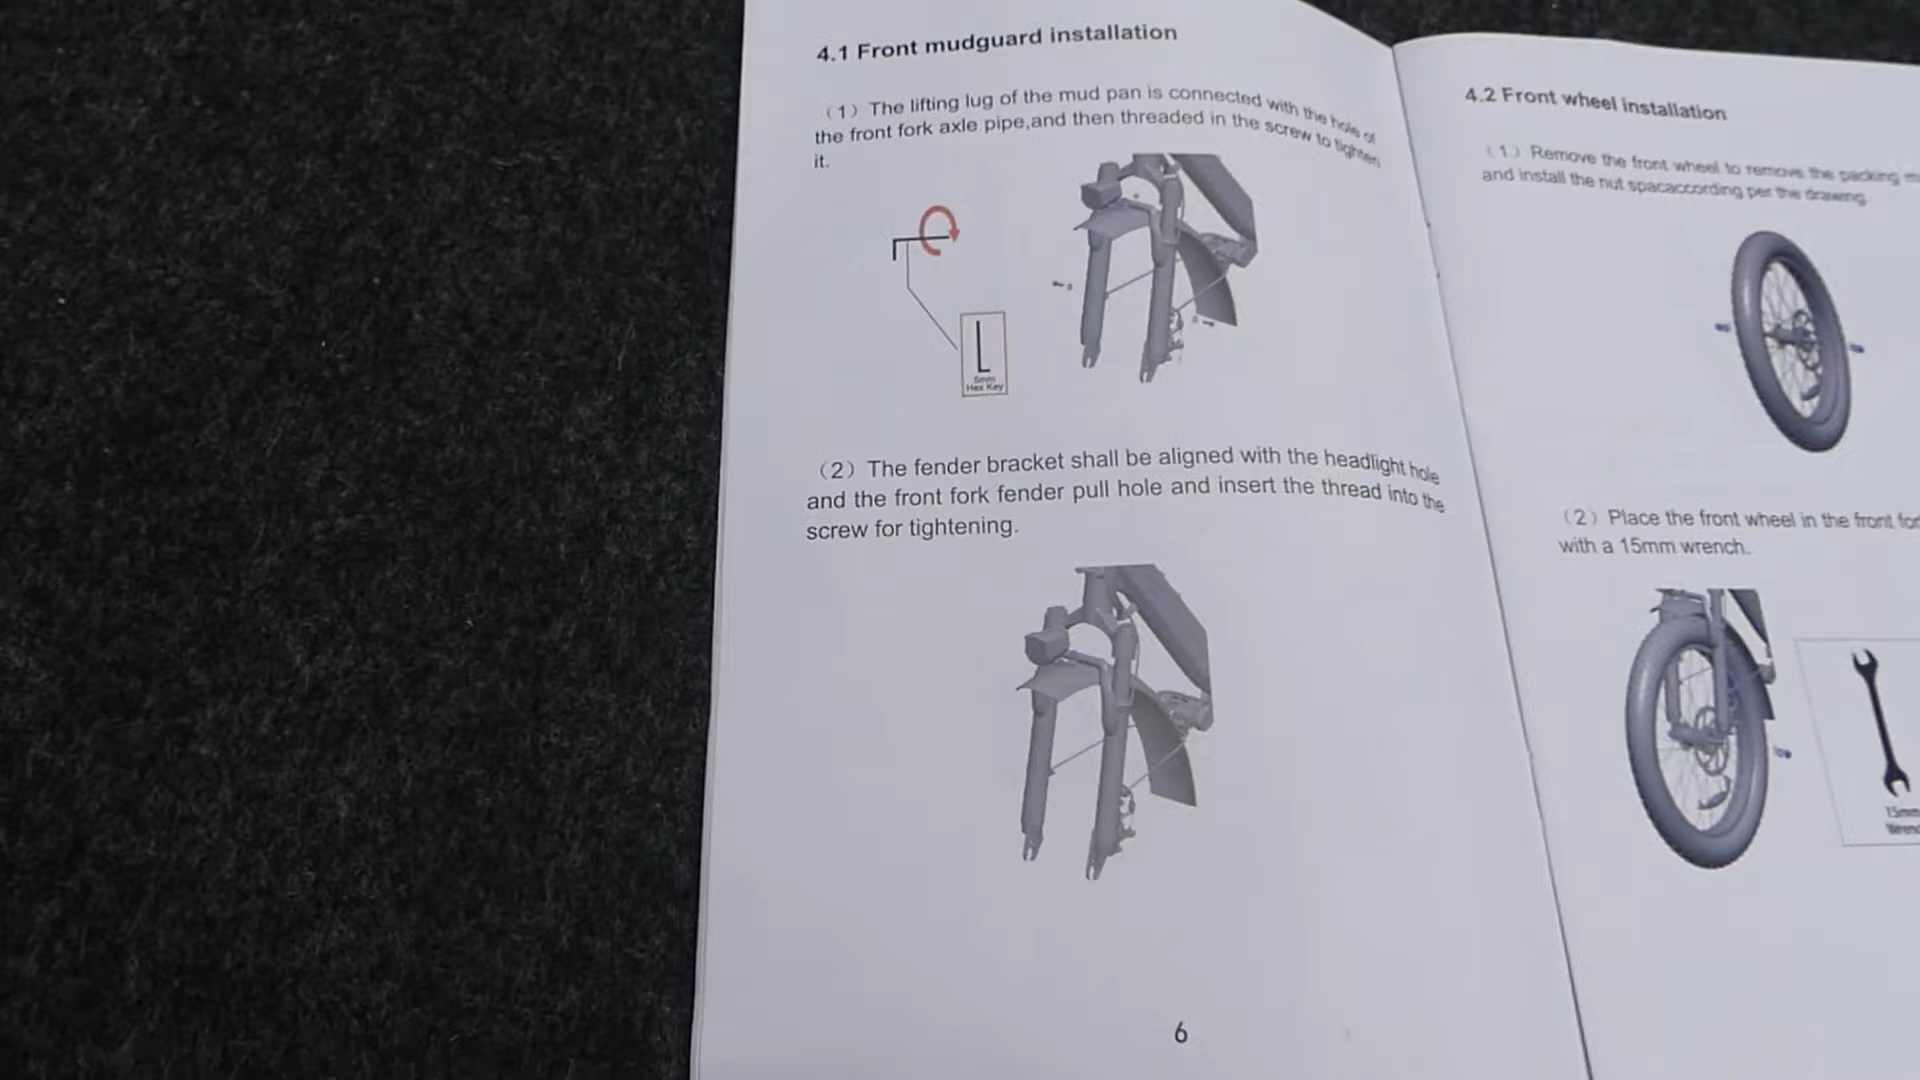 4.1 Front mudguard installation
（1）The lifting lug of the mud pan is connected with the hole of
the front fork axle pipe,and then threaded in the screw to tighten
it.
5mm
Hex Key
（2）The fender bracket shall be aligned with the headlight hole
and the front fork fender pull hole and insert the thread into the
screw for tightening.
6
4.2 Front wheel installation
（1）Remove the front wheel to remove the packing
and install the nut spacaccording per the drawing.
（2）Place the front wheel in the front
with a 15mm wrench.
15mm